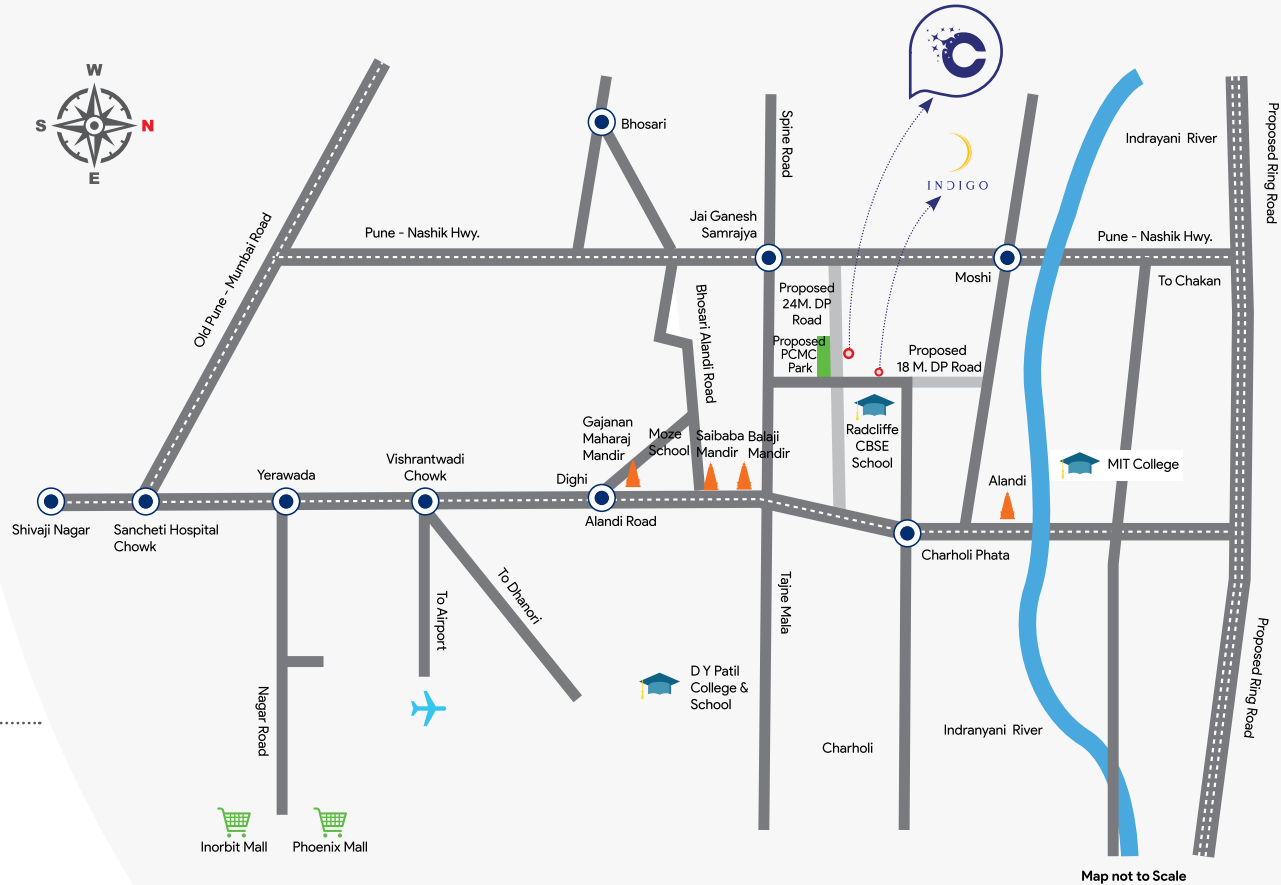 W
S
N
E
Bhosari
Spine Road
C
INDIGO
Indrayani River
Proposed Ring Road
Old Pune - Mumbai Road
Pune - Nashik Hwy.
Jai Ganesh
Samrajya
Moshi
Pune - Nashik Hwy.
To Chakan
Bhosari Alandi Road
Proposed
24M. DP
Road
Proposed
PCMC
Park
Proposed
18 M. DP Road
Radcliffe
CBSE
School
Gajanan
Maharaj
Mandir
Moze
School
Saibaba
Mandir
Balaji
Mandir
MIT College
Alandi
Shivaji Nagar
Sancheti Hospital
Chowk
Yerawada
Vishrantwadi
Chowk
Dighi
Alandi Road
Charholi Phata
To Airport
To Dhanori
Tajne Mala
Nagar Road
D Y Patil
College &
School
Charholi
Indranyani River
Proposed Ring Road
Inorbit Mall
Phoenix Mall
Map not to Scale